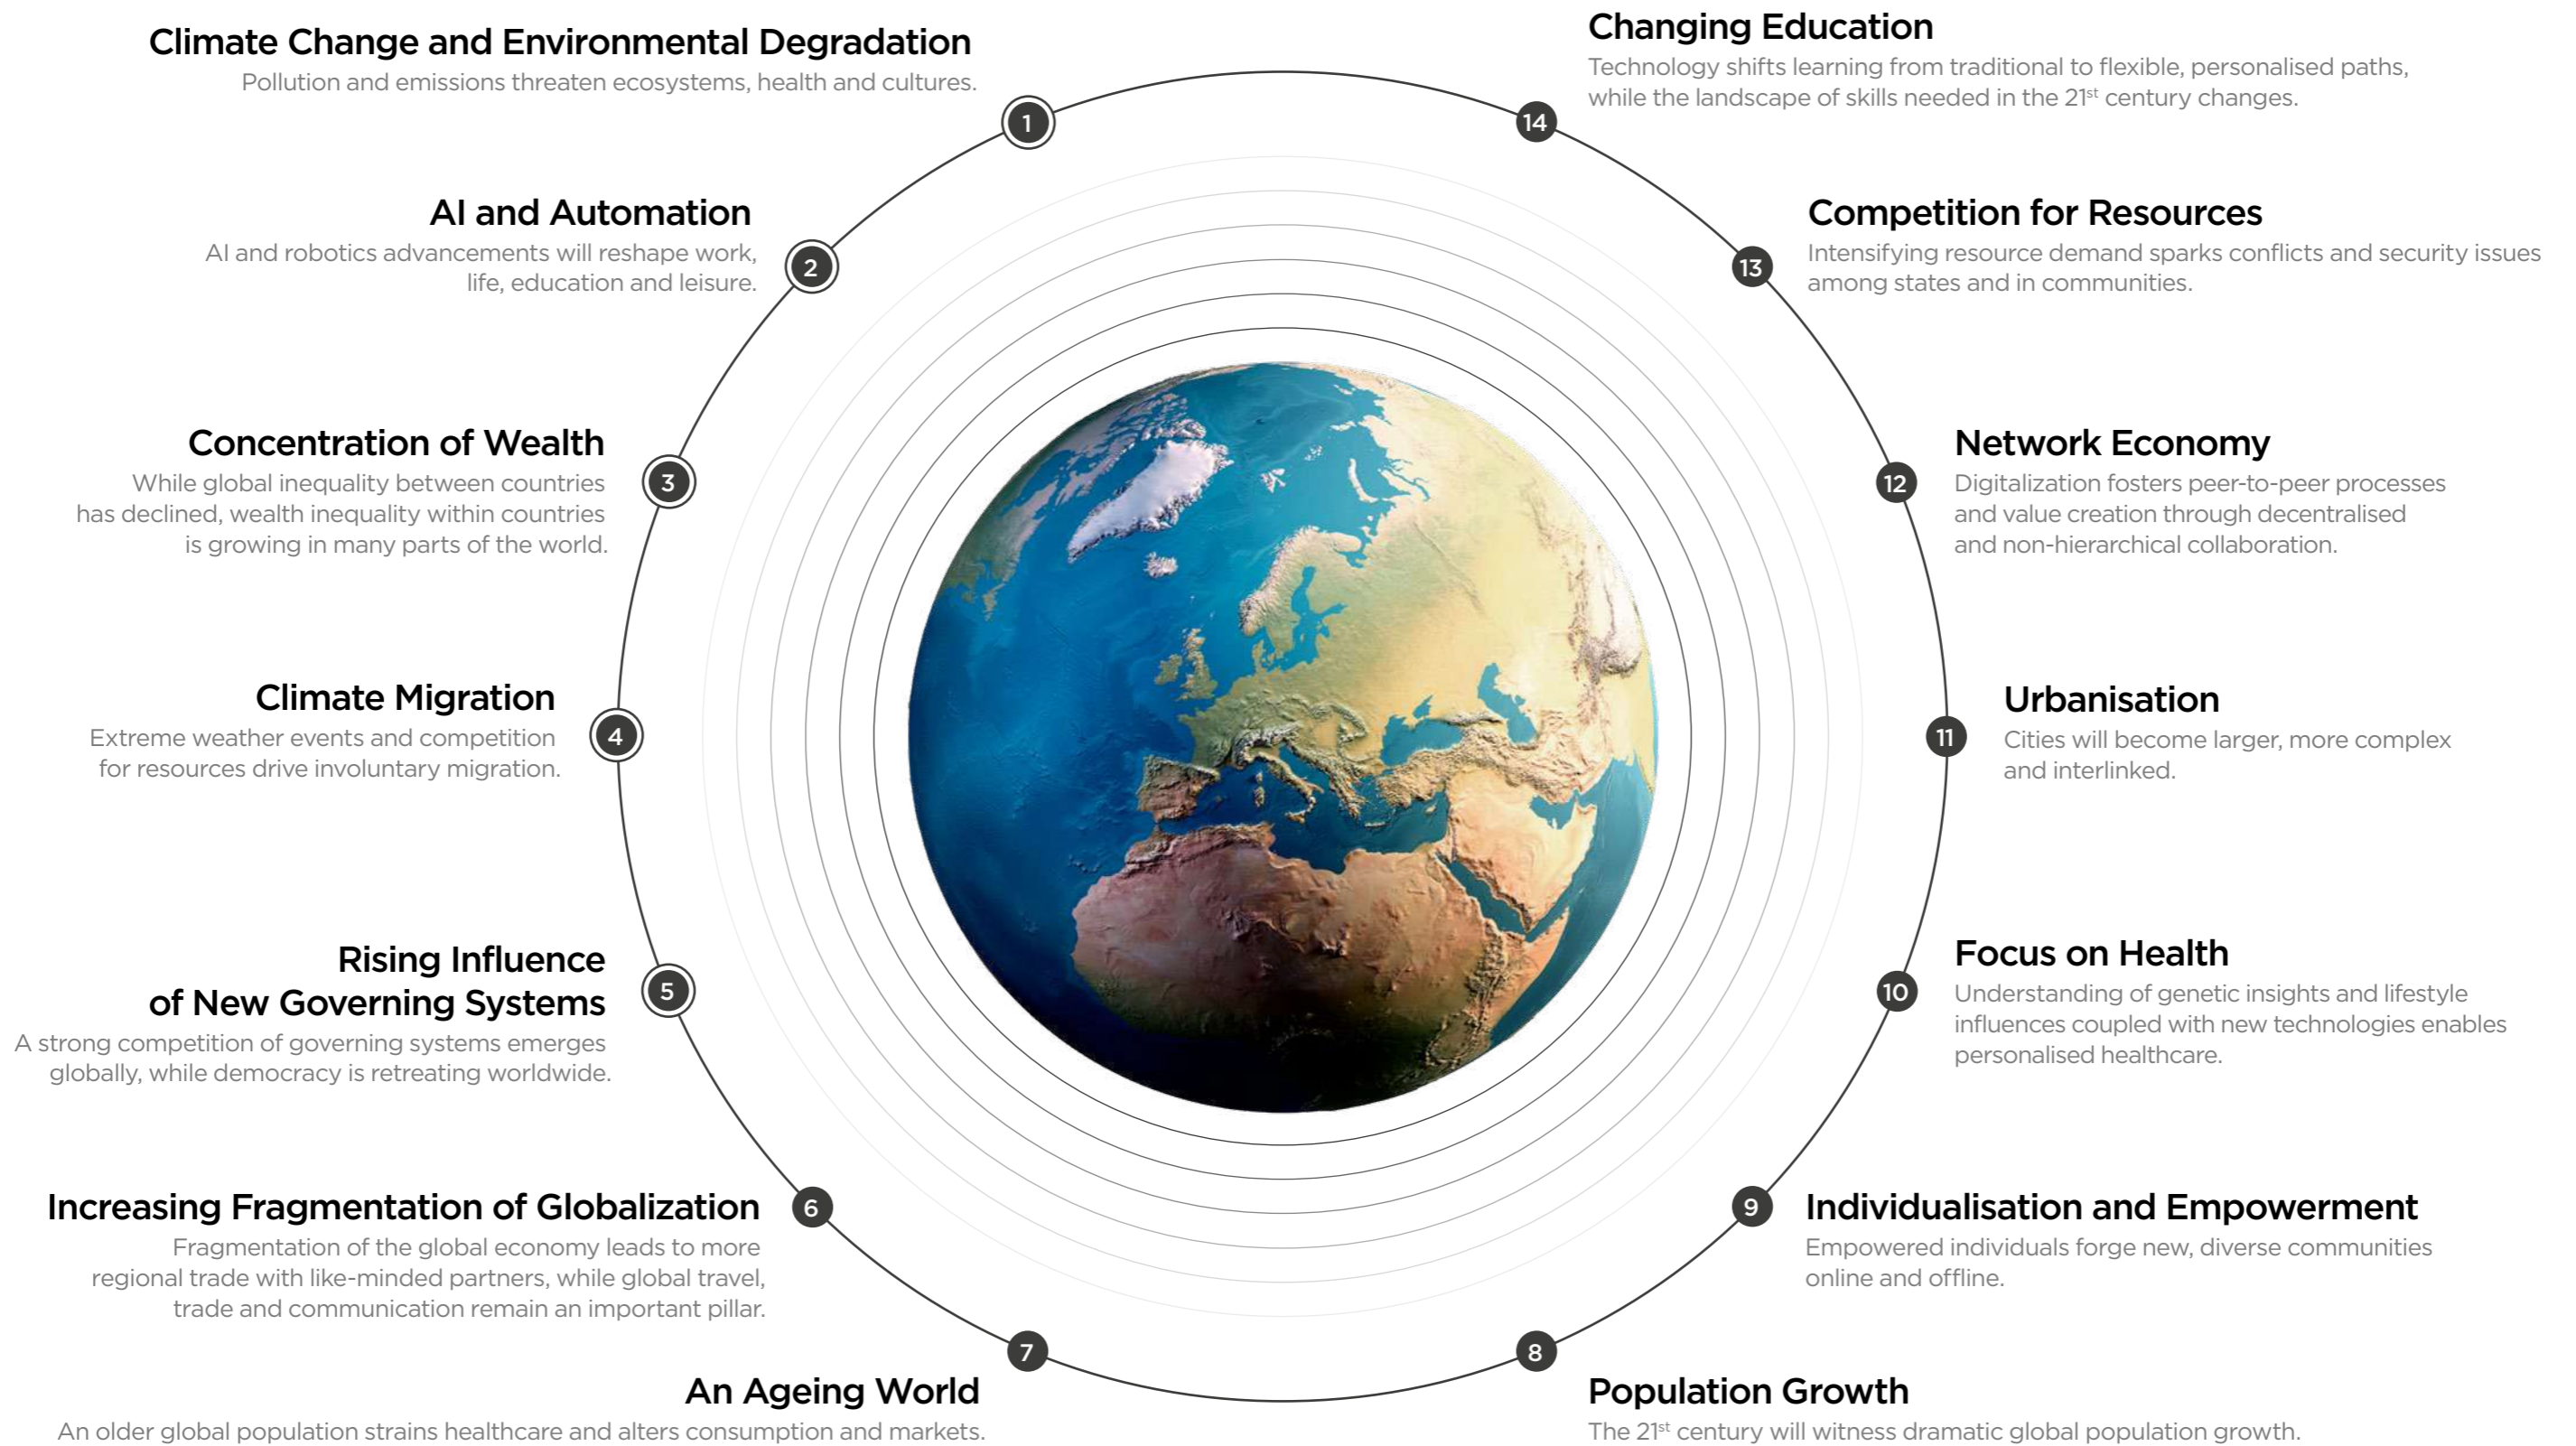 Climate Change and Environmental Degradation
Pollution and emissions threaten ecosystems, health and cultures.
1
AI and Automation
AI and robotics advancements will reshape work,
life, education and leisure.
2
Concentration of Wealth
While global inequality between countries
has declined, wealth inequality within countries
is growing in many parts of the world.
3
Climate Migration
Extreme weather events and competition
for resources drive involuntary migration.
4
Rising Influence
of New Governing Systems
A strong competition of governing systems emerges
globally, while democracy is retreating worldwide.
5
Increasing Fragmentation of Globalization
Fragmentation of the global economy leads to more
regional trade with like-minded partners, while global travel,
trade and communication remain an important pillar.
6
An Ageing World
An older global population strains healthcare and alters consumption and markets.
7
Population Growth
The 21st century will witness dramatic global population growth.
8
Individualisation and Empowerment
Empowered individuals forge new, diverse communities
online and offline.
9
Focus on Health
Understanding of genetic insights and lifestyle
influences coupled with new technologies enables
personalised healthcare.
10
Urbanisation
Cities will become larger, more complex
and interlinked.
11
Network Economy
Digitalization fosters peer-to-peer processes
and value creation through decentralised
and non-hierarchical collaboration.
12
Competition for Resources
Intensifying resource demand sparks conflicts and security issues
among states and in communities.
13
Changing Education
Technology shifts learning from traditional to flexible, personalised paths,
while the landscape of skills needed in the 21st century changes.
14